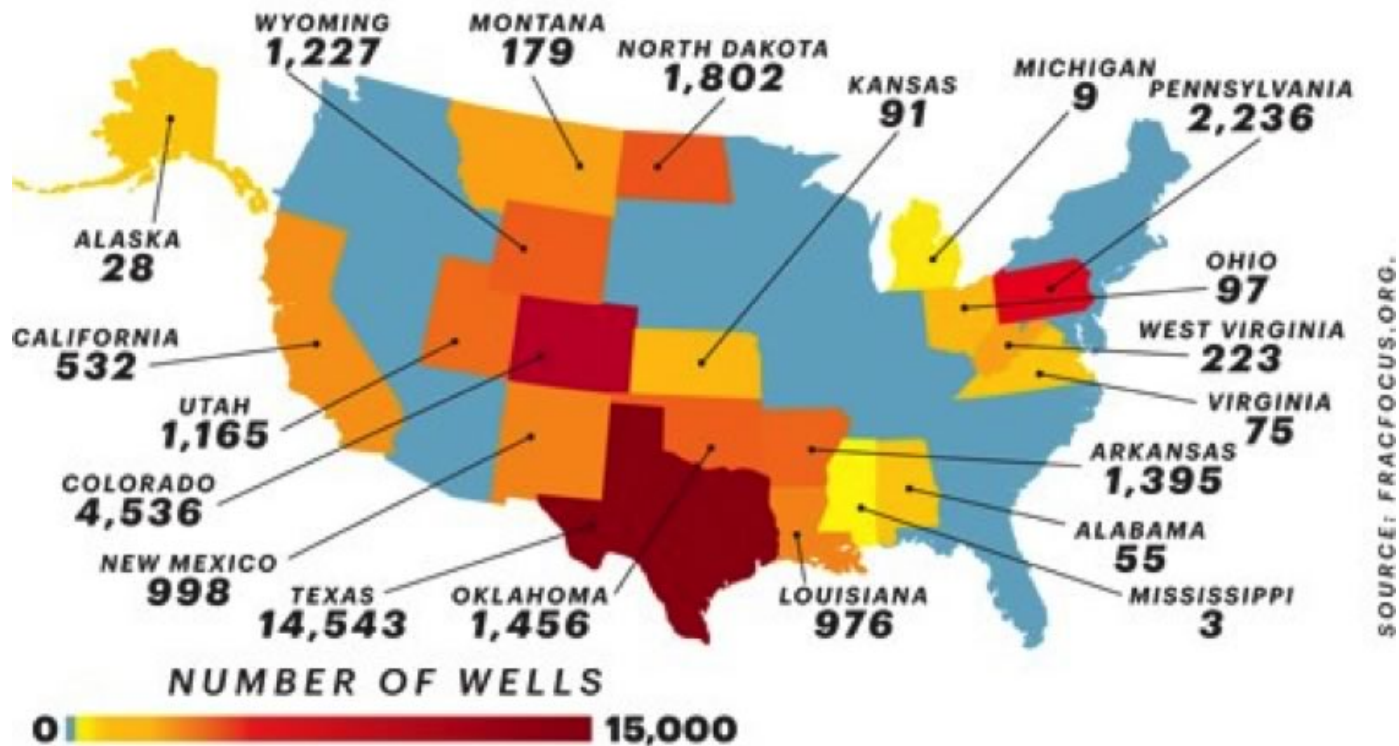 WYOMING
1,227
MONTANA
179
NORTH DAKOTA
1,802
KANSAS
91
MICHIGAN
9
PENNSYLVANIA
2,236
ALASKA
28
OHIO
97
CALIFORNIA
532
WEST VIRGINIA
223
UTAH
1,165
VIRGINIA
75
COLORADO
4,536
ARKANSAS
1,395
NEW MEXICO
998
ALABAMA
55
TEXAS
14,543
OKLAHOMA
1,456
LOUISIANA
976
MISSISSIPPI
3
NUMBER OF WELLS
0 15,000
SOURCE: FRACFOCUS.ORG.